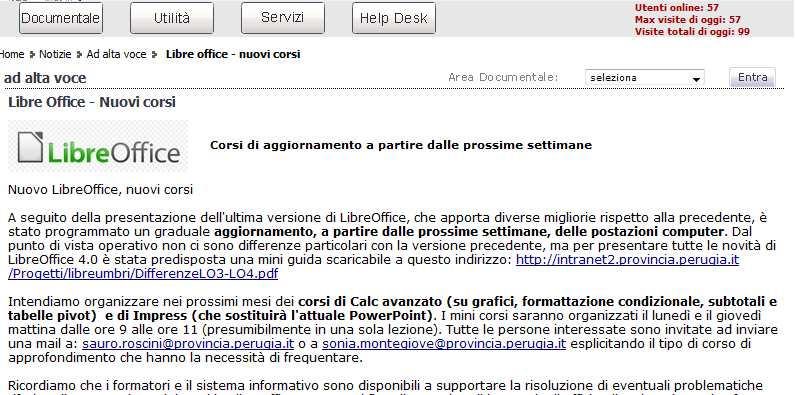 Documentale Utilità Servizi Help Desk
Utenti online: 57
Max visite di oggi: 57
Visite totali di oggi: 99
Home Notizie Ad alta voce Libre office - nuovi corsi
ad alta voce
Area Documentale: seleziona Entra
Libre Office - Nuovi corsi
LibreOffice
Corsi di aggiornamento a partire dalle prossime settimane
Nuovo LibreOffice, nuovi corsi
A seguito della presentazione dell'ultima versione di LibreOffice, che apporta diverse migliorie rispetto alla precedente, è
stato programmato un graduale aggiornamento, a partire dalle prossime settimane, delle postazioni computer. Dal
punto di vista operativo non ci sono differenze particolari con la versione precedente, ma per presentare tutte le novità di
LibreOffice 4.0 è stata predisposta una mini guida scaricabile a questo indirizzo: http://intranet2.provincia.perugia.it
/Progetti/libreumbri/DifferenzeLO3-LO4.pdf
Intendiamo organizzare nei prossimi mesi dei corsi di Calc avanzato (su grafici, formattazione condizionale, subtotali e
tabelle pivot) e di Impress (che sostituirà l'attuale PowerPoint). I mini corsi saranno organizzati il lunedì e il giovedì
mattina dalle ore 9 alle ore 11 (presumibilmente in una sola lezione). Tutte le persone interessate sono invitate ad inviare
una mail a: sauro.roscini@provincia.perugia.it o a sonia.montegiove@provincia.perugia.it esplicitando il tipo di corso di
approfondimento che hanno la necessità di frequentare.
Ricordiamo che i formatori e il sistema informativo sono disponibili a supportare la risoluzione di eventuali problematiche